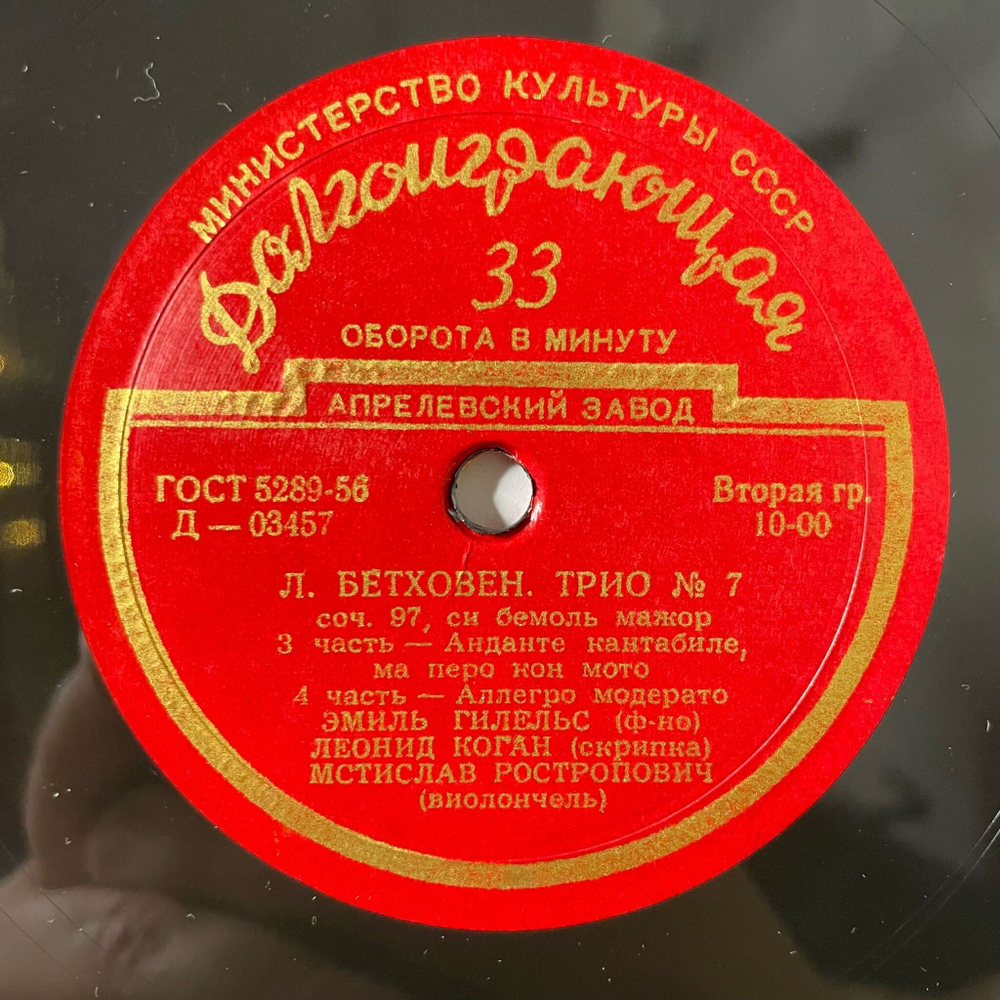 МИНИСТЕРСТВО КУЛЬТУРЫ СССР
Долгоиграющая
33
ОБОРОТА В МИНУТУ
АПРЕЛЕВСКИЙ ЗАВОД
ГОСТ 5289-56
Д — 03457
Вторая гр.
10-00
Л. БЕТХОВЕН. ТРИО № 7
соч. 97, си бемоль мажор
3 часть — Анданте кантабиле,
ма перо кон мото
4 часть — Аллегро модерато
ЭМИЛЬ ГИЛЕЛЬС (ф-но)
ЛЕОНИД КОГАН (скрипка)
МСТИСЛАВ РОСТРОПОВИЧ
(виолончель)